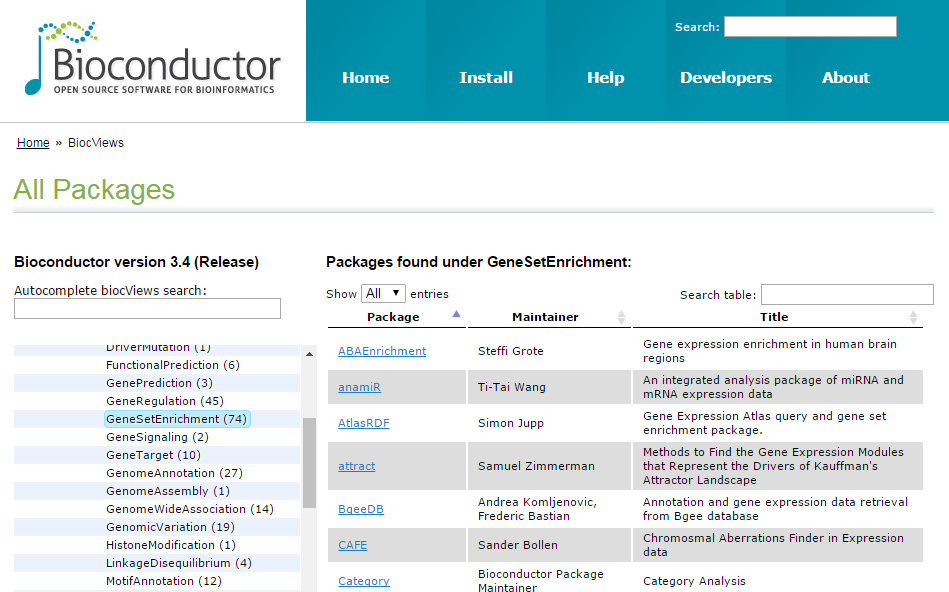 Bioconductor
OPEN SOURCE SOFTWARE FOR BIOINFORMATICS
Search:
Home Install Help Developers About
Home » BiocViews
All Packages
Bioconductor version 3.4 (Release)
Autocomplete biocViews search:
DriverMutation (1)
FunctionalPrediction (6)
GenePrediction (3)
GeneRegulation (45)
GeneSetEnrichment (74)
GeneSignaling (2)
GeneTarget (10)
GenomeAnnotation (27)
GenomeAssembly (1)
GenomeWideAssociation (14)
GenomicVariation (19)
HistoneModification (1)
LinkageDisequilibrium (4)
MotifAnnotation (12)
Packages found under GeneSetEnrichment:
Show All entries
Search table:
Package Maintainer Title
ABAEnrichment Steffi Grote Gene expression enrichment in human brain
regions
anamiR Ti-Tai Wang An integrated analysis package of miRNA and
mRNA expression data
AtlasRDF Simon Jupp Gene Expression Atlas query and gene set
enrichment package.
attract Samuel Zimmerman Methods to Find the Gene Expression Modules
that Represent the Drivers of Kauffman's
Attractor Landscape
BgeeDB Andrea Komljenovic, Annotation and gene expression data retrieval
Frederic Bastian from Bgee database
CAFE Sander Bollen Chromosmal Aberrations Finder in Expression
data
Category Bioconductor Package Category Analysis
Maintainer